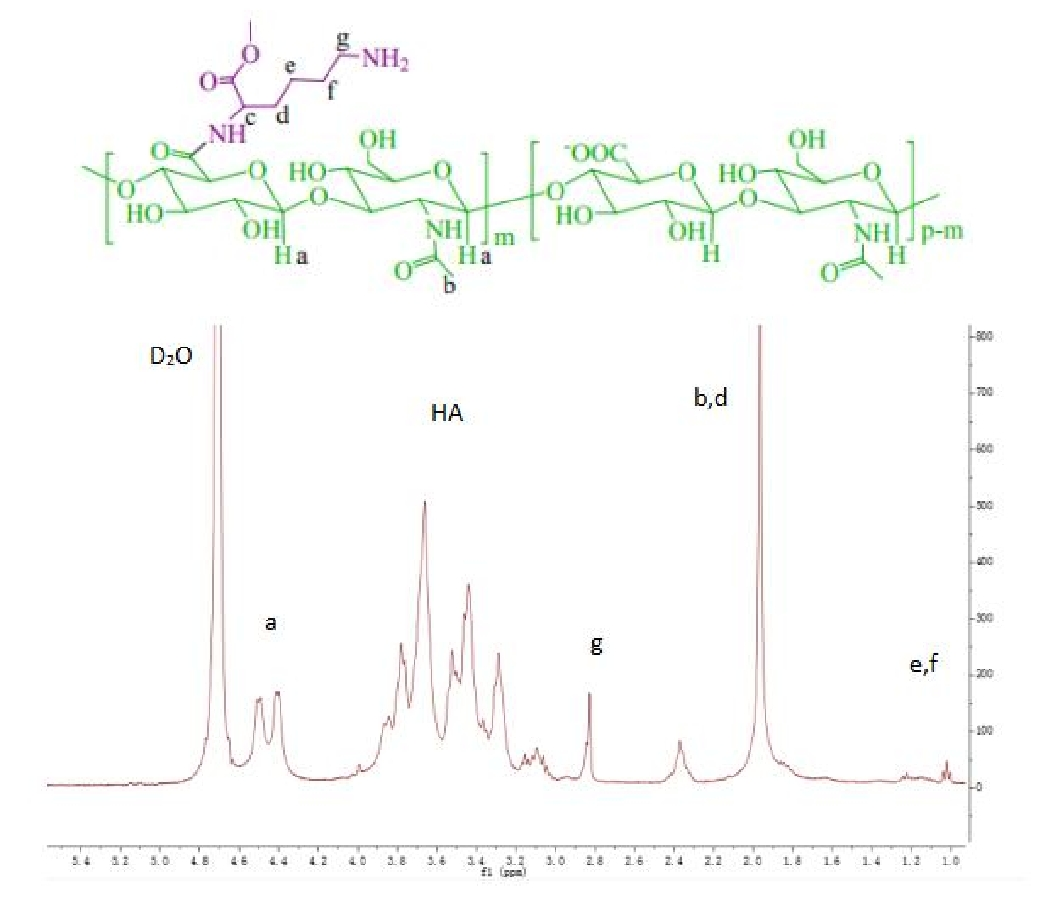 g
O
NH₂
O
e
f
c
d
NH
OH
O
O
HO
O
O
HO
O
OH
NH
H a
H a
O
b
m
⁻OOC
OH
O
HO
O
O
HO
O
OH
NH
H
H
O
p-m
D₂O
HA
b,d
a
g
e,f
800
700
600
500
400
300
200
100
0
5.4 5.2 5.0 4.8 4.6 4.4 4.2 4.0 3.8 3.6 3.4 3.2 3.0 2.8 2.6 2.4 2.2 2.0 1.8 1.6 1.4 1.2 1.0
f1 (ppm)